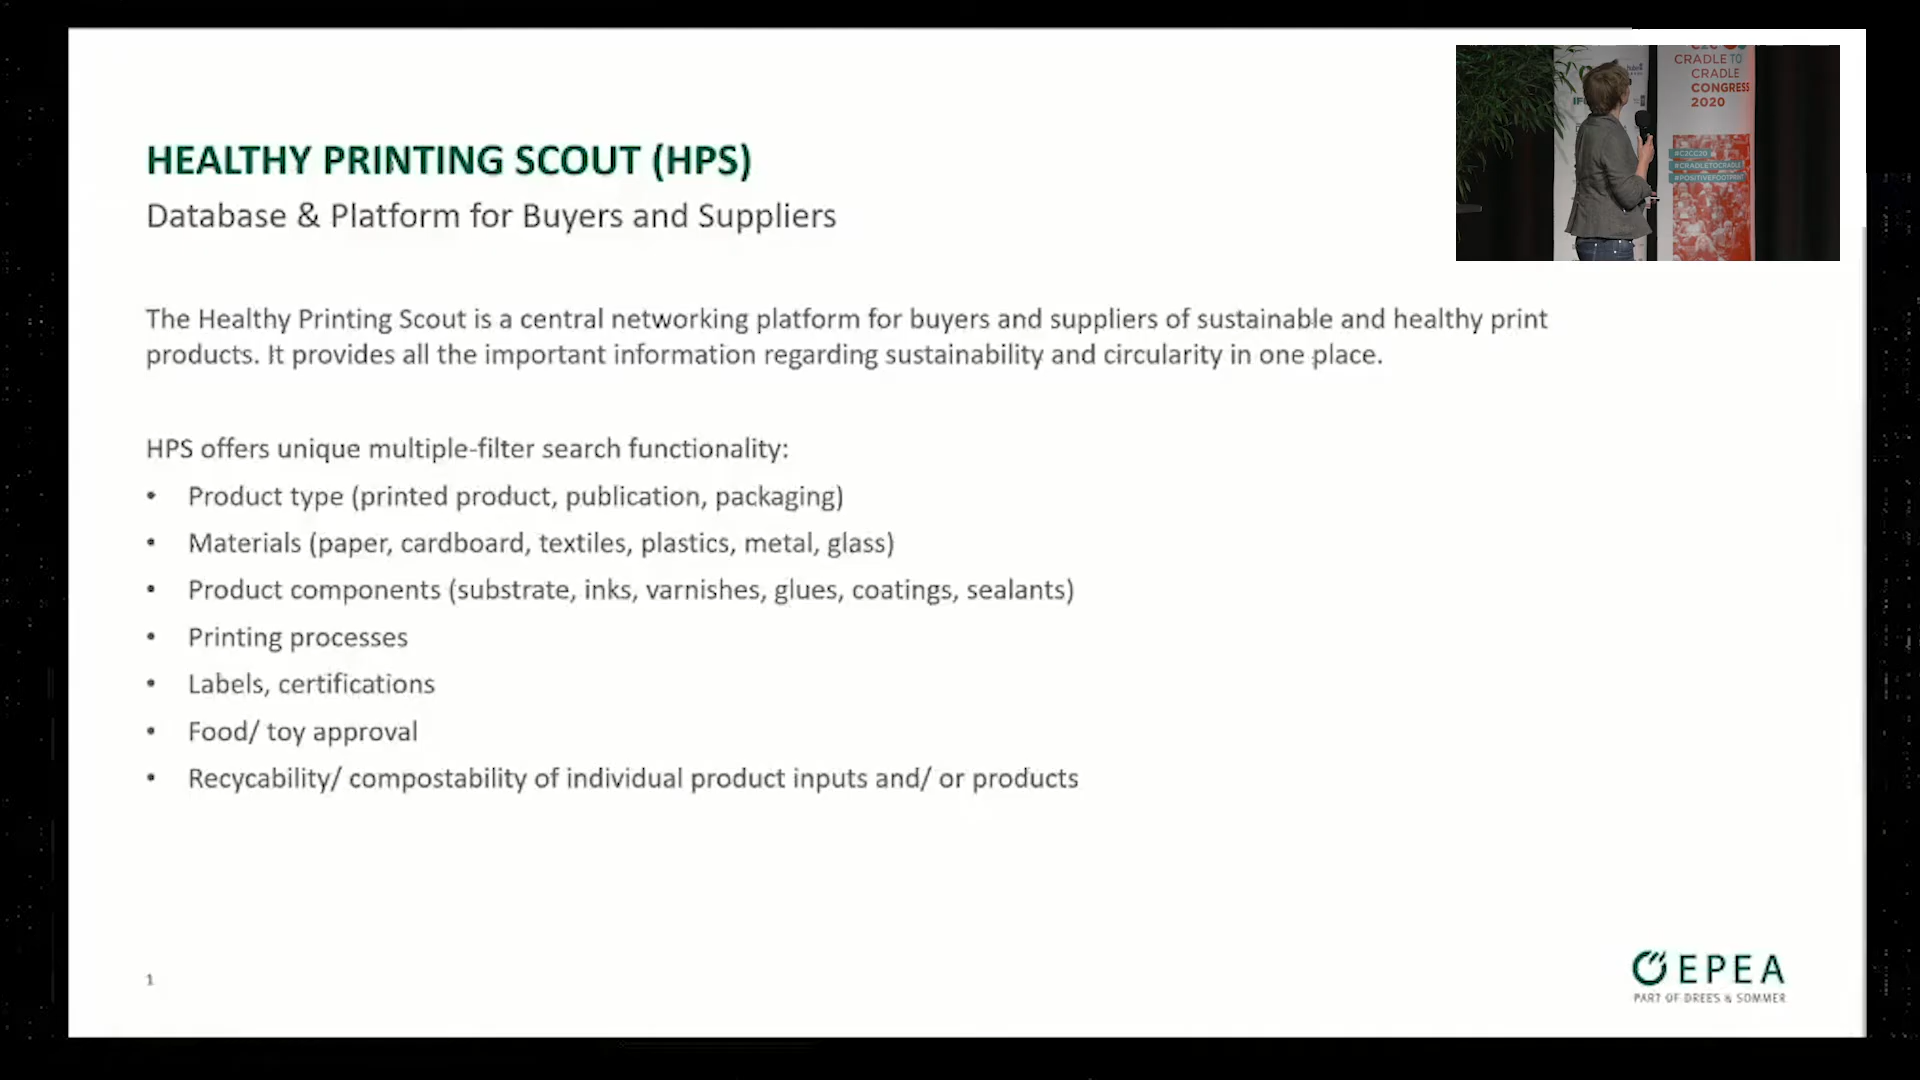 HEALTHY PRINTING SCOUT (HPS)
Database & Platform for Buyers and Suppliers
The Healthy Printing Scout is a central networking platform for buyers and suppliers of sustainable and healthy print
products. It provides all the important information regarding sustainability and circularity in one place.
HPS offers unique multiple-filter search functionality:
• Product type (printed product, publication, packaging)
• Materials (paper, cardboard, textiles, plastics, metal, glass)
• Product components (substrate, inks, varnishes, glues, coatings, sealants)
• Printing processes
• Labels, certifications
• Food/ toy approval
• Recycability/ compostability of individual product inputs and/ or products
1
EPEA
PART OF DREES & SOMMER
CRADLE TO
CRADLE
CONGRESS
2020
#C2CC20
#CRADLETOCRADLE
#POSITIVEFOOTPRINT